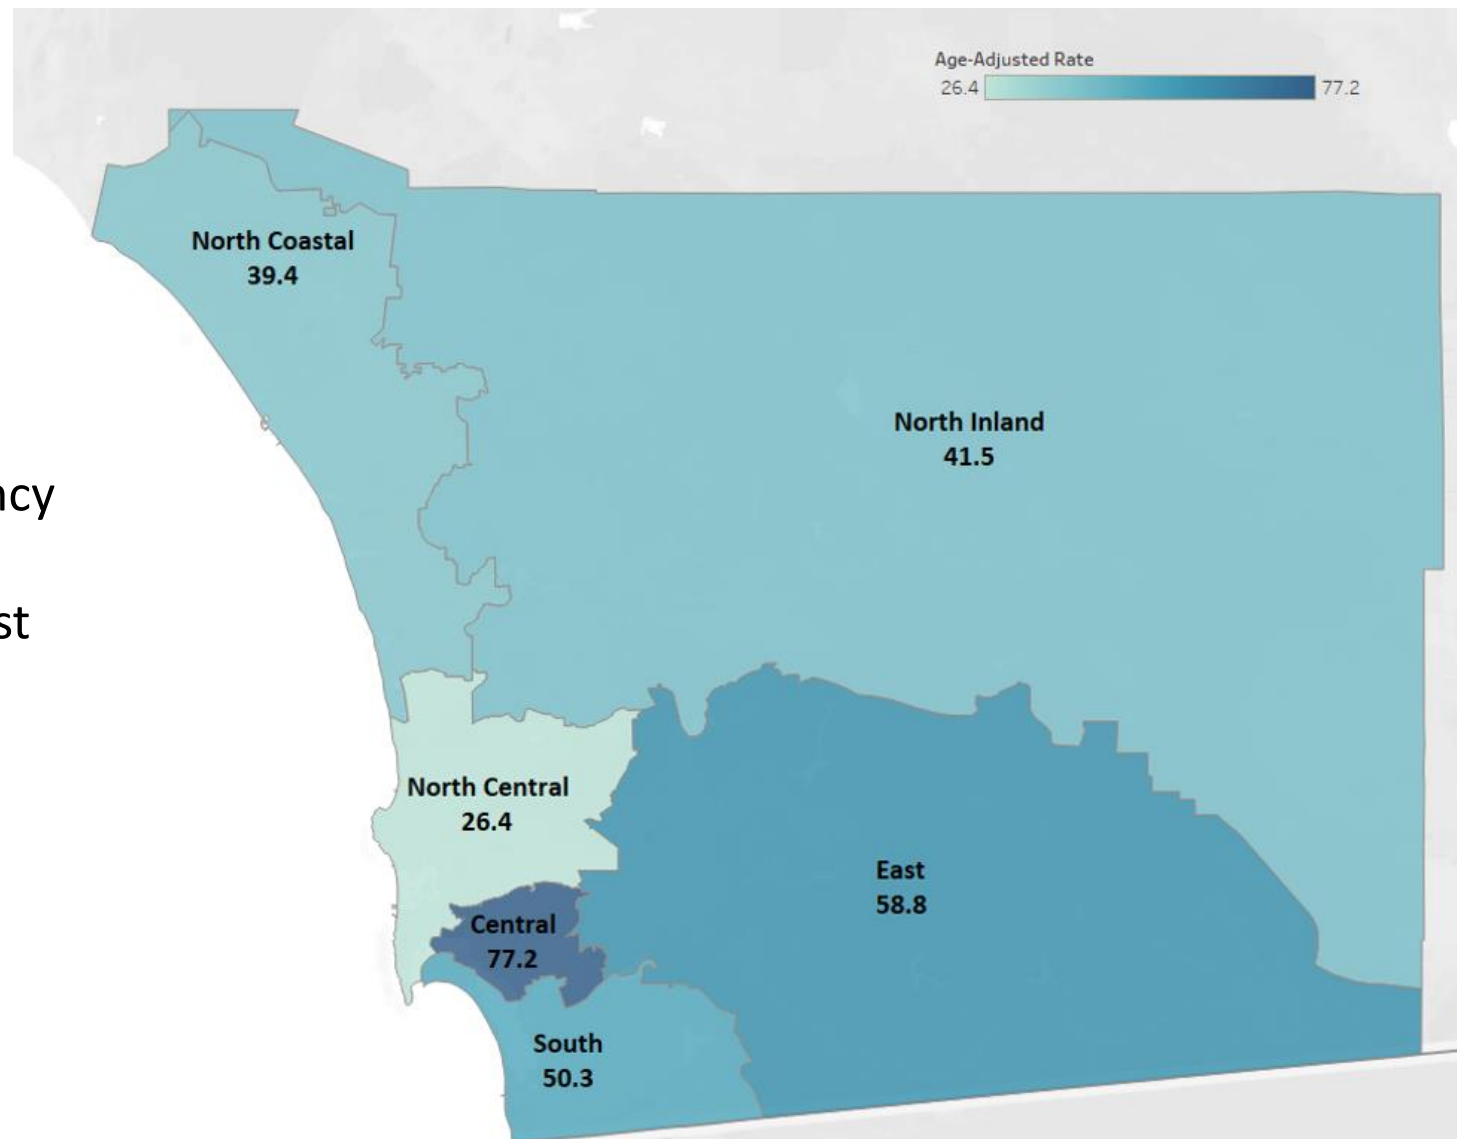 Age-Adjusted Rate
26.4 77.2
North Coastal
39.4
North Inland
41.5
ncy
st
North Central
26.4
East
58.8
Central
77.2
South
50.3